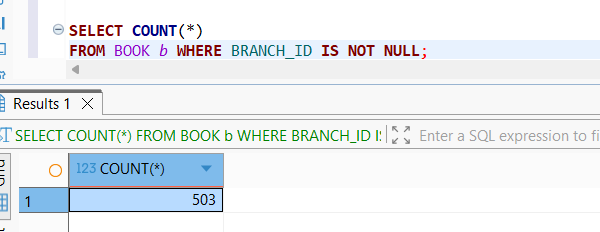 SELECT COUNT(*)
FROM BOOK b WHERE BRANCH_ID IS NOT NULL;
Results 1
SELECT COUNT(*) FROM BOOK b WHERE BRANCH_ID IS
Enter a SQL expression to fi
123 COUNT(*)
1
503